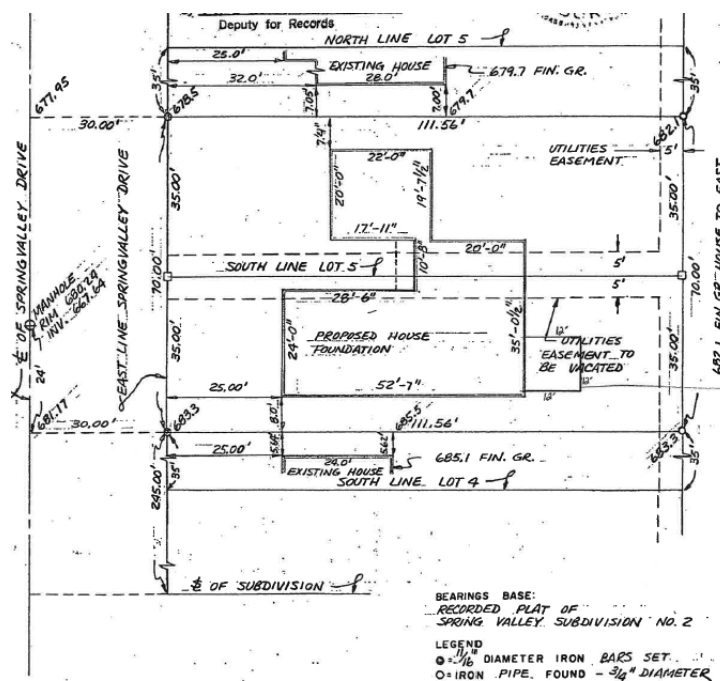 Deputy for Records
NORTH LINE LOT 5
25.0'
EXISTING HOUSE
679.7 FIN. GR.
32.0'
28.0'
35'
7.05'
7.00'
679.7
35'
677.95
678.5
682.1
30.00'
111.56'
7'4"
UTILITIES
EASEMENT
5'
22'-0"
20'-0"
19'-7½"
35.00'
35.00'
17'-11"
20'-0"
10'-8"
5'
SOUTH LINE LOT 5
5'
70.00'
70.00'
28'-6"
MANHOLE
RIM 680.29
INV. 667.64
℄ OF SPRINGVALLEY DRIVE
EAST LINE SPRINGVALLEY DRIVE
24'-0"
PROPOSED HOUSE
FOUNDATION
35'-0½"
12'
UTILITIES
EASEMENT TO
BE VACATED
12'
12'
35.00'
35.00'
24'
25.00'
52'-7"
8.0'
681.17
683.3
685.5
683.3
30.00'
111.56'
25.00'
5.64'
5.62'
24.0'
EXISTING HOUSE
685.1 FIN. GR.
35'
35'
SOUTH LINE LOT 4
245.00'
℄ OF SUBDIVISION
BEARINGS BASE:
RECORDED PLAT OF
SPRING VALLEY SUBDIVISION NO. 2
LEGEND
= 11/16" DIAMETER IRON BARS SET
O = IRON PIPE FOUND - 3/4" DIAMETER